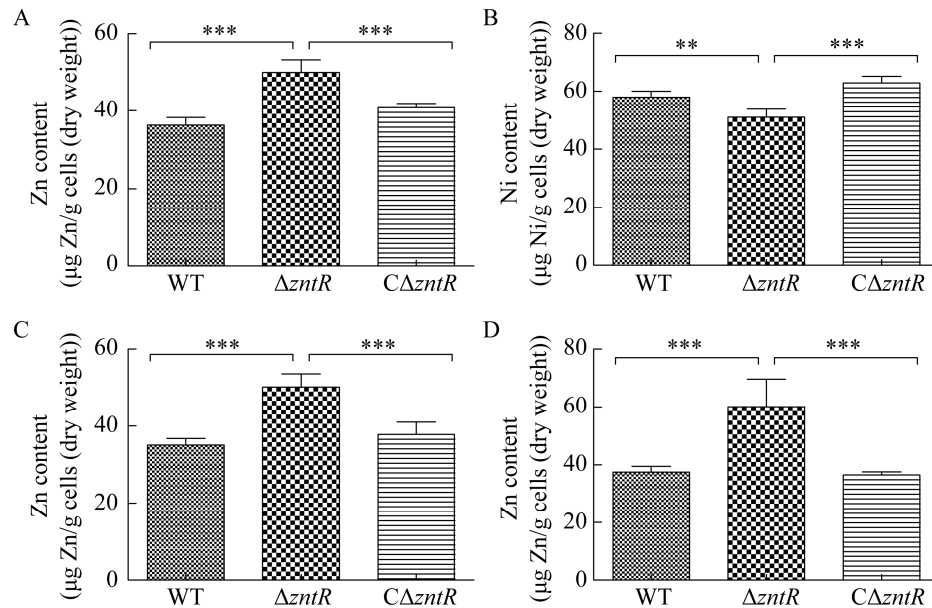 A
Zn content
(μg Zn/g cells (dry weight))
60
40
20
0
***
***
WT
ΔzntR
CΔzntR
B
Ni content
(μg Ni/g cells (dry weight))
80
60
40
20
0
**
***
WT
ΔzntR
CΔzntR
C
Zn content
(μg Zn/g cells (dry weight))
60
40
20
0
***
***
WT
ΔzntR
CΔzntR
D
Zn content
(μg Zn/g cells (dry weight))
80
60
40
20
0
***
***
WT
ΔzntR
CΔzntR